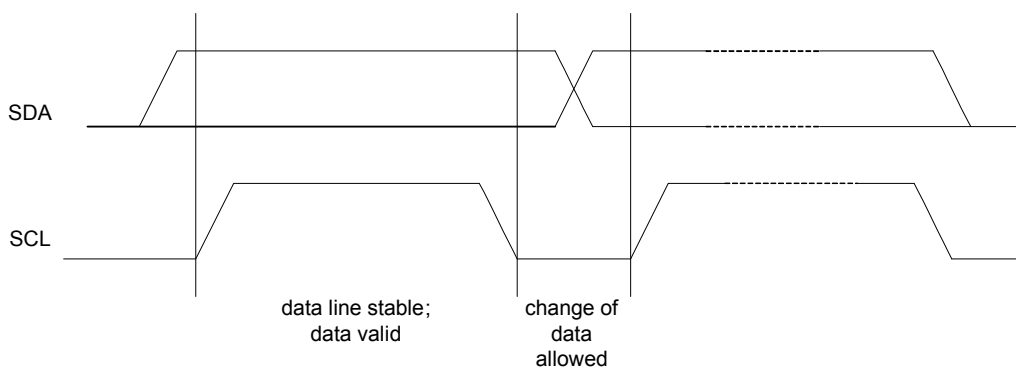 SDA
SCL
data line stable;
data valid
change of
data
allowed